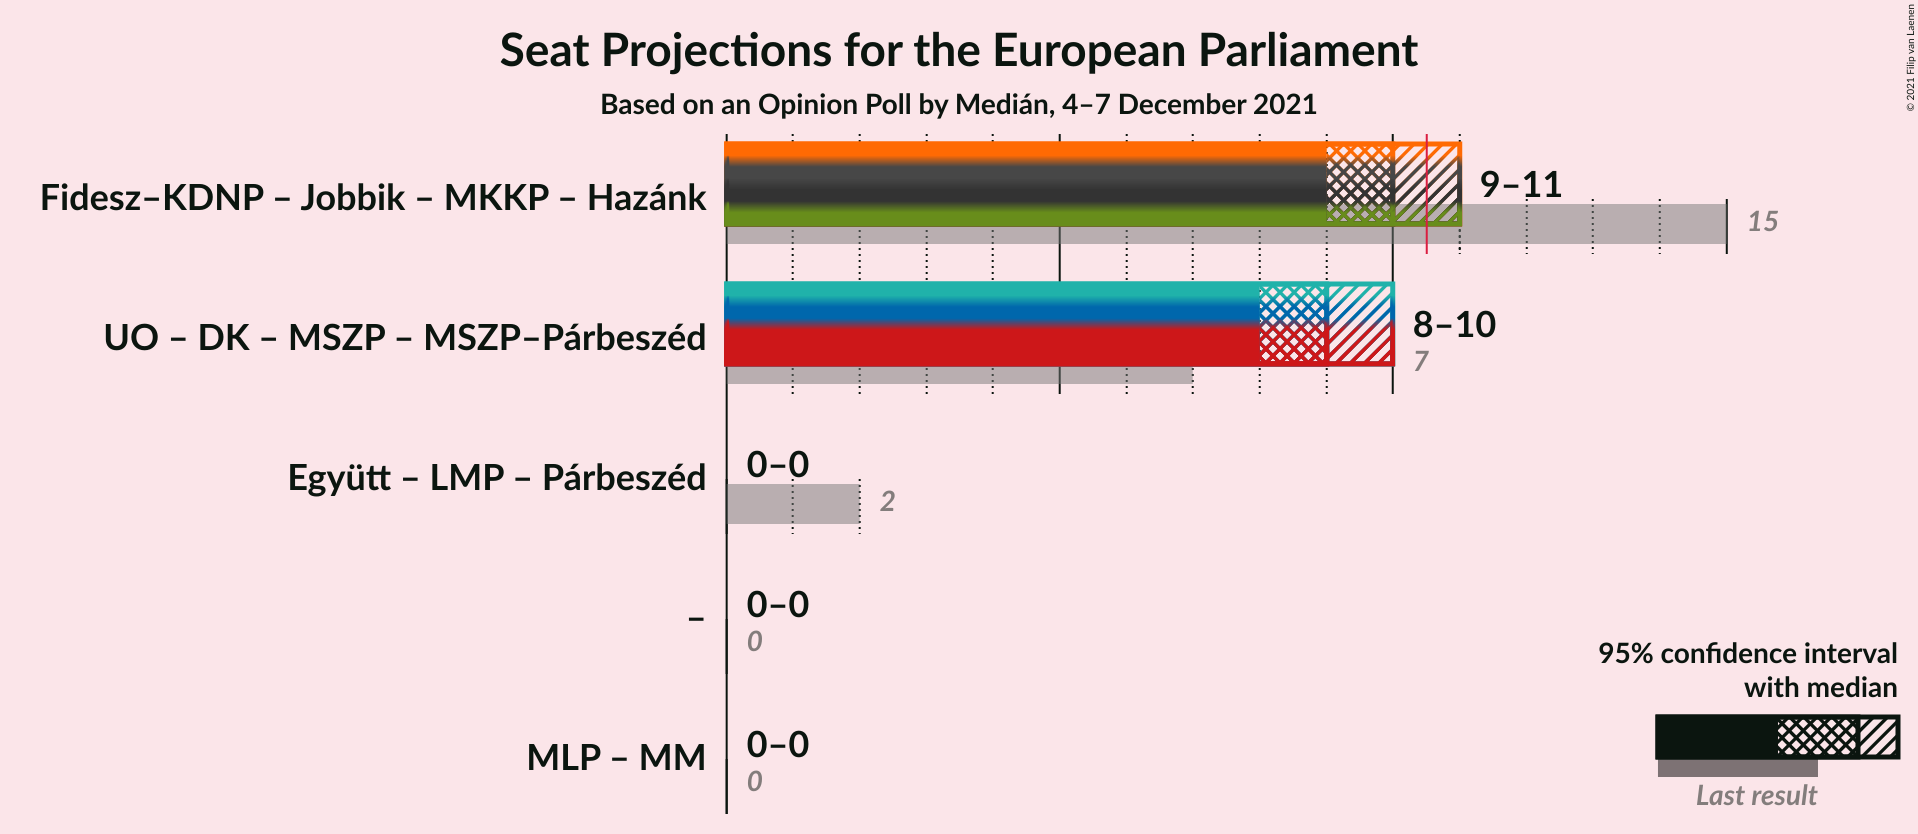 Seat Projections for the European Parliament
Based on an Opinion Poll by Medián, 4–7 December 2021
© 2021 Filip van Laenen
Fidesz–KDNP – Jobbik – MKKP – Hazánk
9–11
15
UO – DK – MSZP – MSZP–Párbeszéd
8–10
7
Együtt – LMP – Párbeszéd
0–0
2
–
0–0
0
MLP – MM
0–0
0
95% confidence interval
with median
Last result